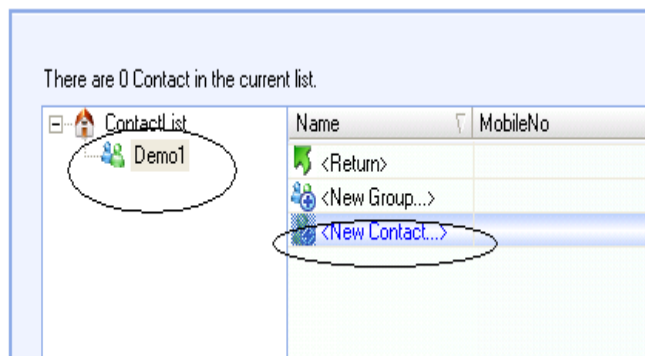 There are 0 Contact in the current list.
ContactList
Demo1
Name MobileNo
<Return>
<New Group...>
<New Contact...>